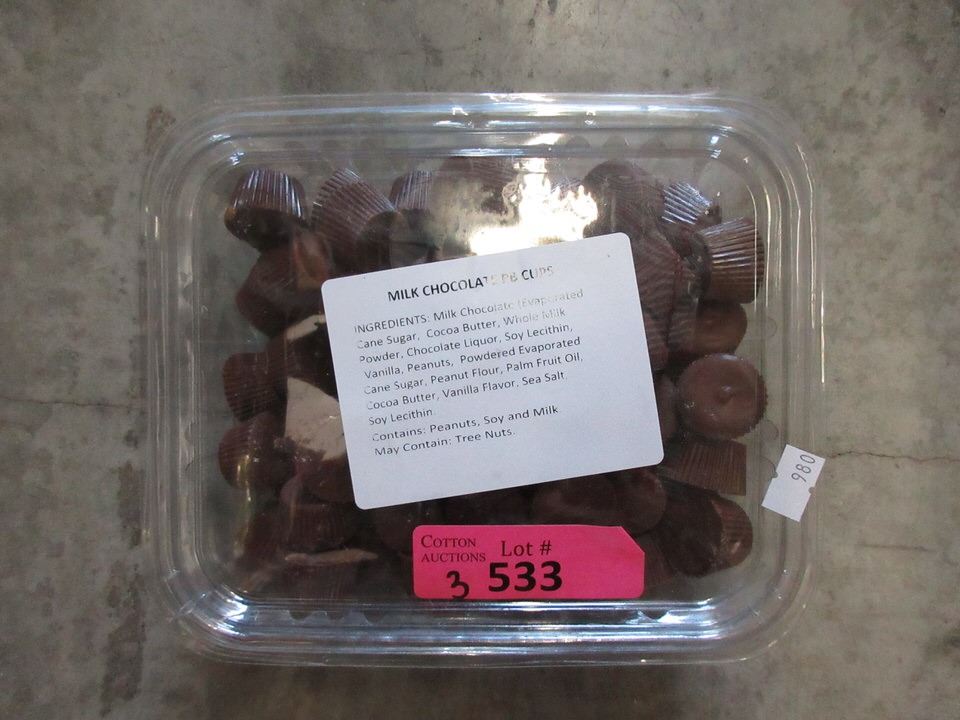 MILK CHOCOLATE PB CUPS
INGREDIENTS: Milk Chocolate (Evaporated
Cane Sugar, Cocoa Butter, Whole Milk
Powder, Chocolate Liquor, Soy Lecithin,
Vanilla, Peanuts, Powdered Evaporated
Cane Sugar, Peanut Flour, Palm Fruit Oil,
Cocoa Butter, Vanilla Flavor, Sea Salt.
Soy Lecithin.
Contains: Peanuts, Soy and Milk
May Contain: Tree Nuts.
980
COTTON
AUCTIONS
Lot #
3 533